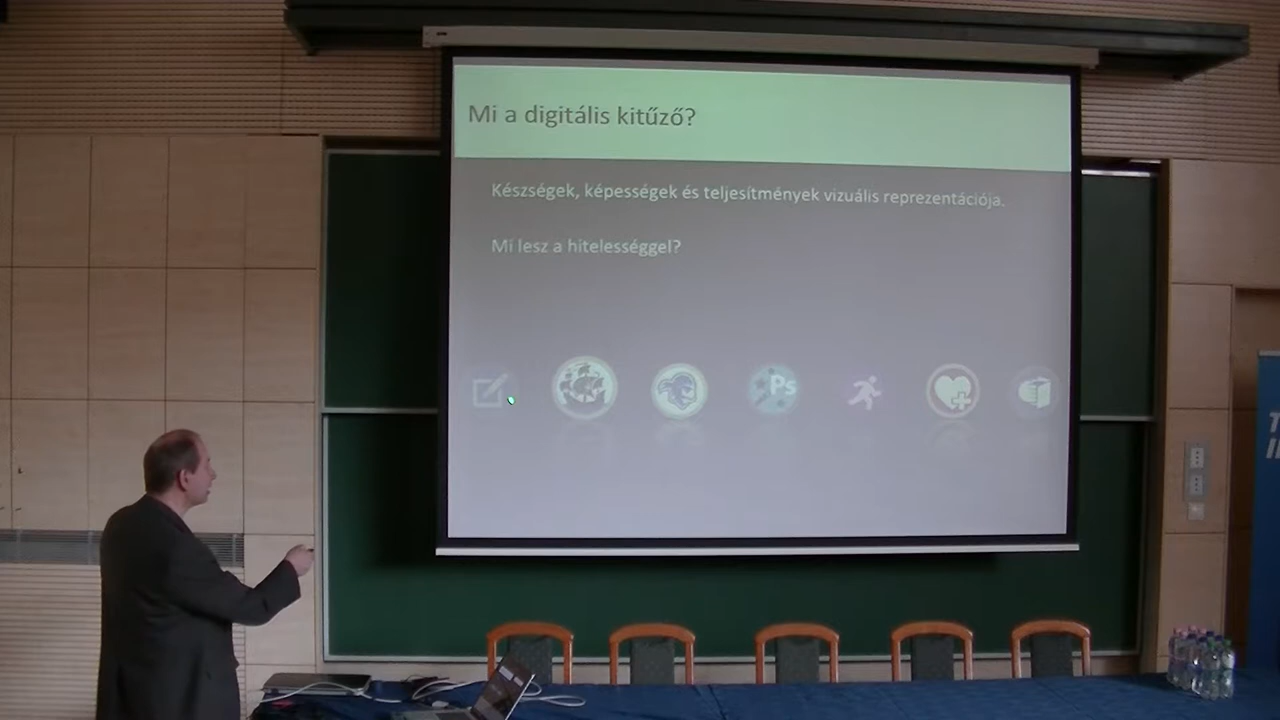 Mi a digitális kitűző?
Készségek, képességek és teljesítmények vizuális reprezentációja.
Mi lesz a hitelességgel?
Ps